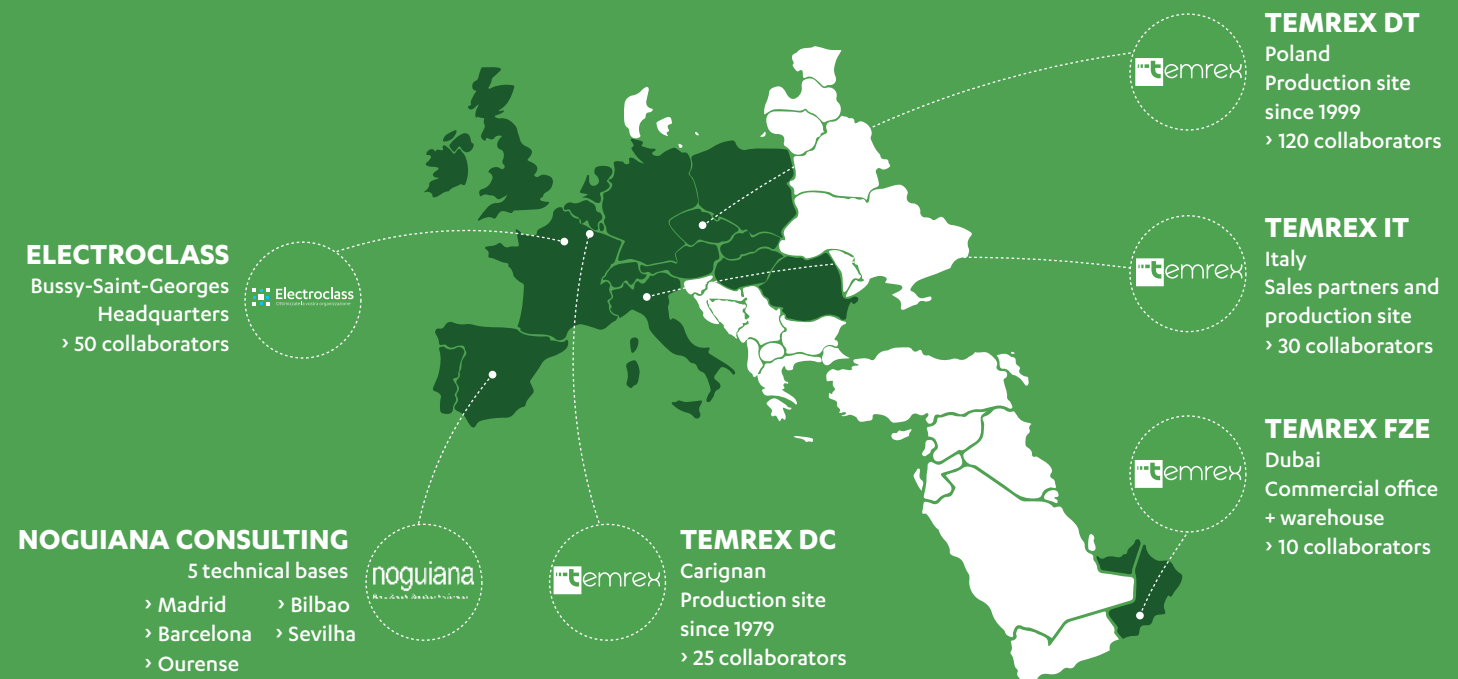 TEMREX DT
Poland
Production site
since 1999
› 120 collaborators
temrex
TEMREX IT
Italy
Sales partners and
production site
› 30 collaborators
temrex
ELECTROCLASS
Bussy-Saint-Georges
Headquarters
› 50 collaborators
Electroclass
TEMREX FZE
Dubai
Commercial office
+ warehouse
› 10 collaborators
temrex
NOGUIANA CONSULTING
5 technical bases
› Madrid › Bilbao
› Barcelona › Sevilha
› Ourense
noguiana
temrex
TEMREX DC
Carignan
Production site
since 1979
› 25 collaborators